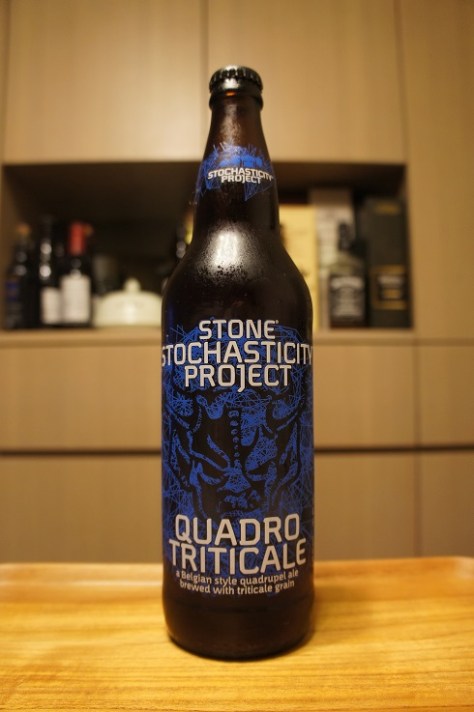 STOCHASTICITY
PROJECT
STONE®
STOCHASTICITY
PROJECT
QUADRO
TRITICALE
a Belgian style quadrupel ale
brewed with triticale grain